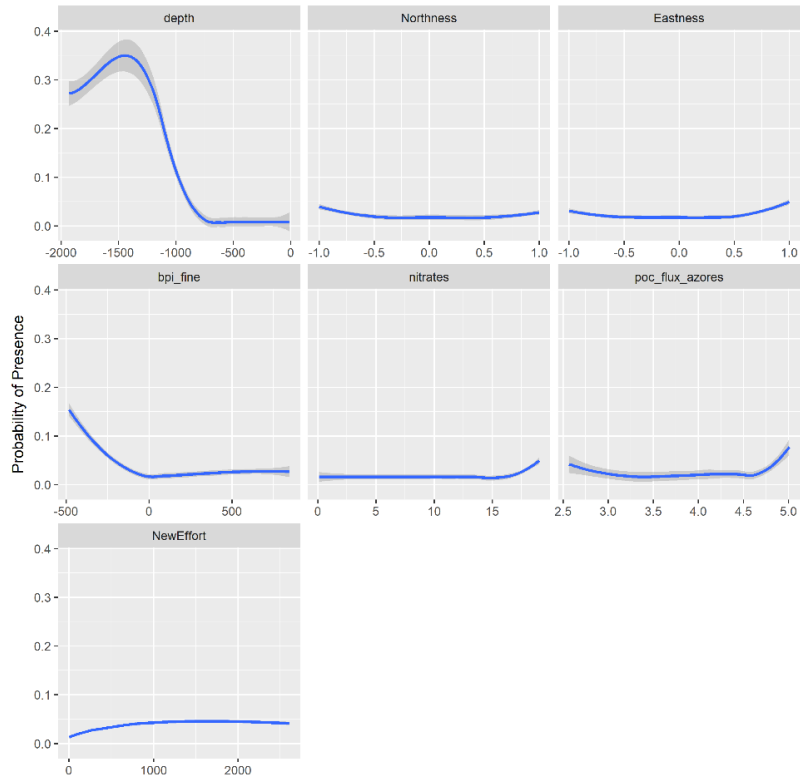 depth Northness Eastness
0.4
0.3
0.2
0.1
0.0
-2000 -1500 -1000 -500 0 -1.0 -0.5 0.0 0.5 1.0 -1.0 -0.5 0.0 0.5 1.0
bpi_fine nitrates poc_flux_azores
0.4
0.3
0.2
0.1
0.0
-500 0 500 0 5 10 15 2.5 3.0 3.5 4.0 4.5 5.0
Probability of Presence
NewEffort
0.4
0.3
0.2
0.1
0.0
0 1000 2000